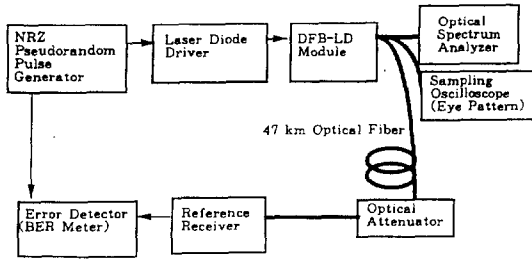 NRZ
Pseudorandom
Pulse
Generator
Laser Diode
Driver
DFB-LD
Module
Optical
Spectrum
Analyzer
Sampling
Oscilloscope
(Eye Pattern)
47 km Optical Fiber
Error Detector
(BER Meter)
Reference
Receiver
Optical
Attenuator